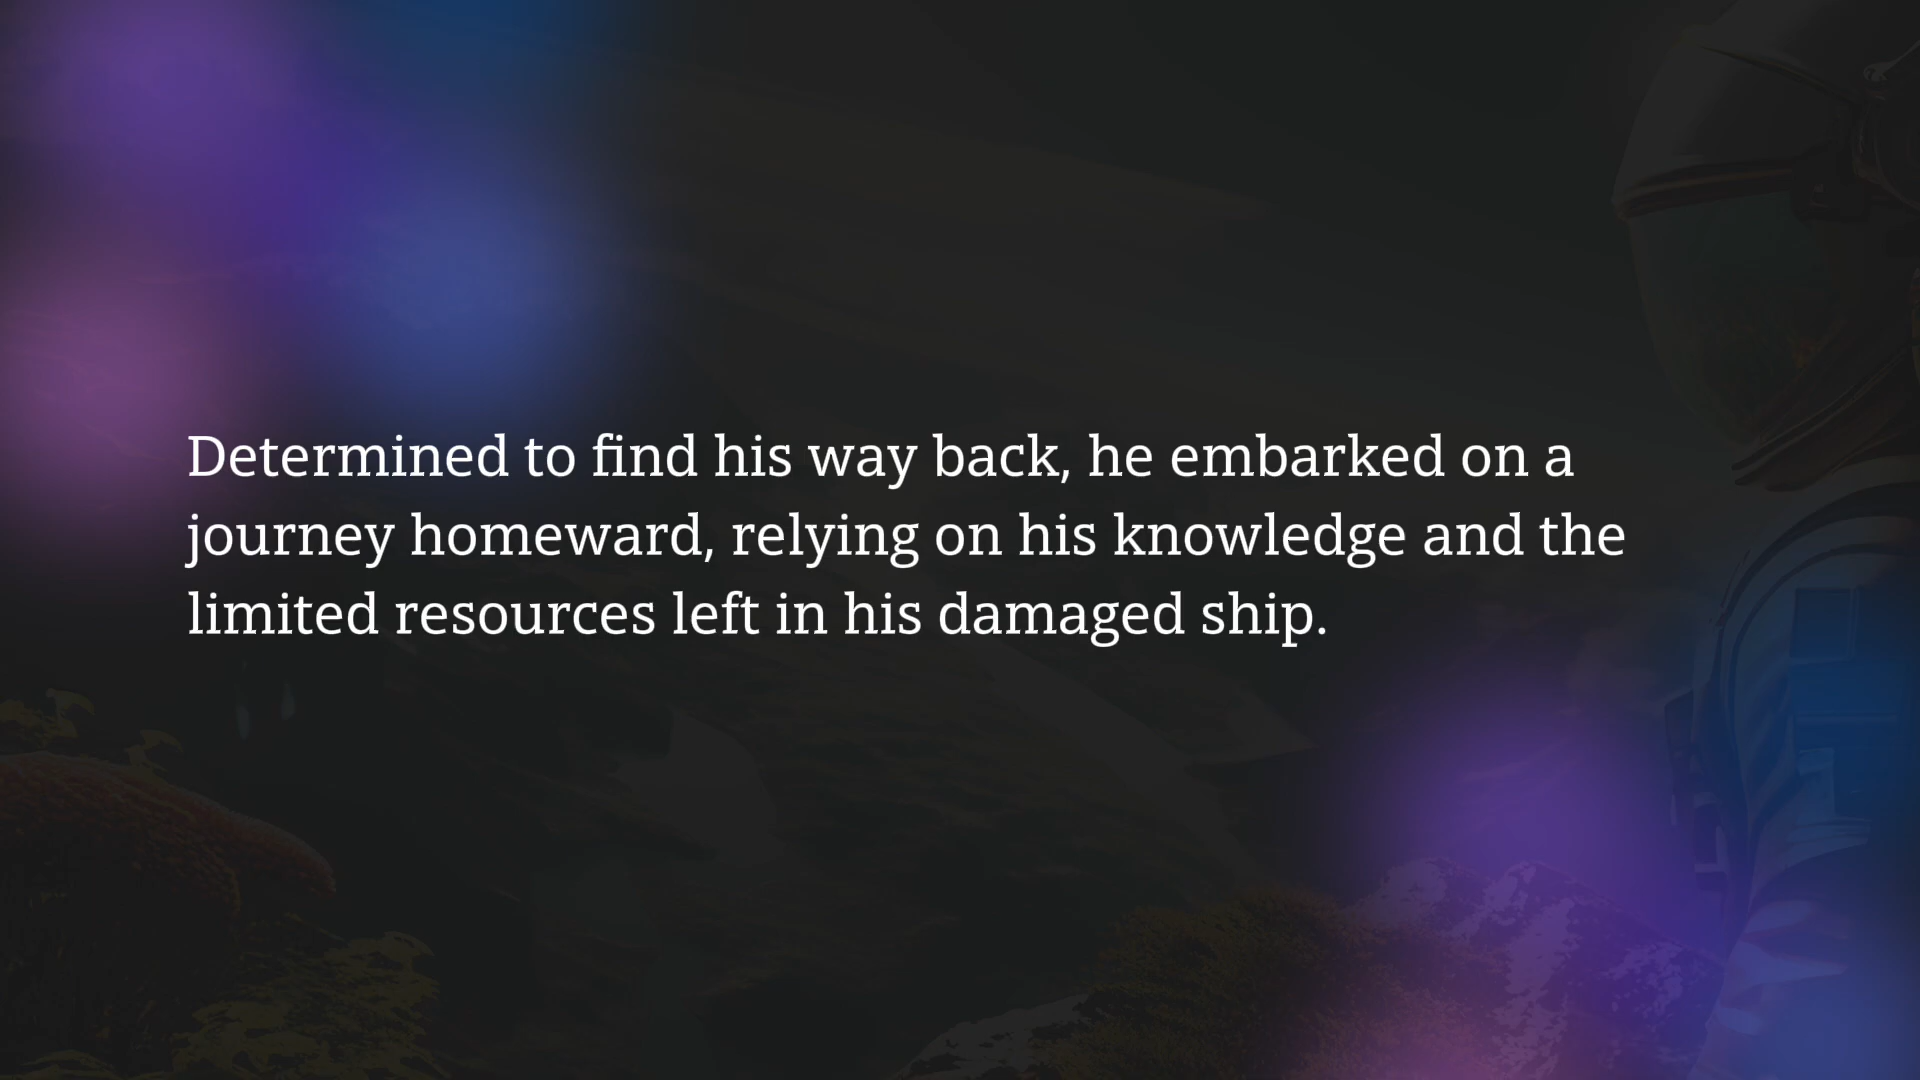 Determined to find his way back, he embarked on a
journey homeward, relying on his knowledge and the
limited resources left in his damaged ship.